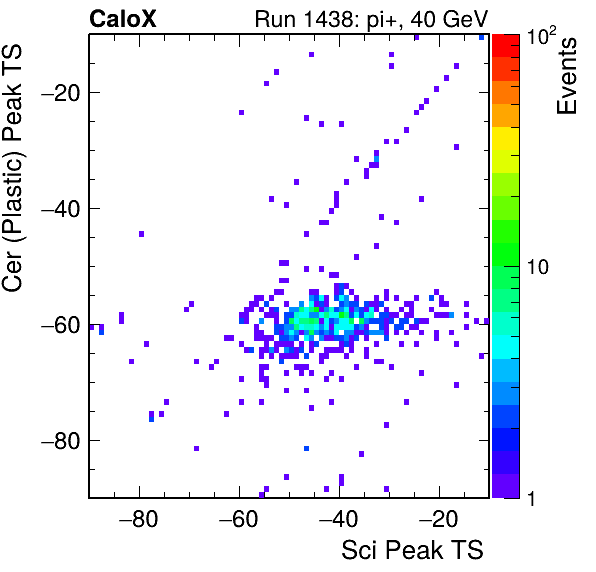 CaloX Run 1438: pi+, 40 GeV
Cer (Plastic) Peak TS
−20
−40
−60
−80
−80 −60 −40 −20
Sci Peak TS
10²
10
1
Events